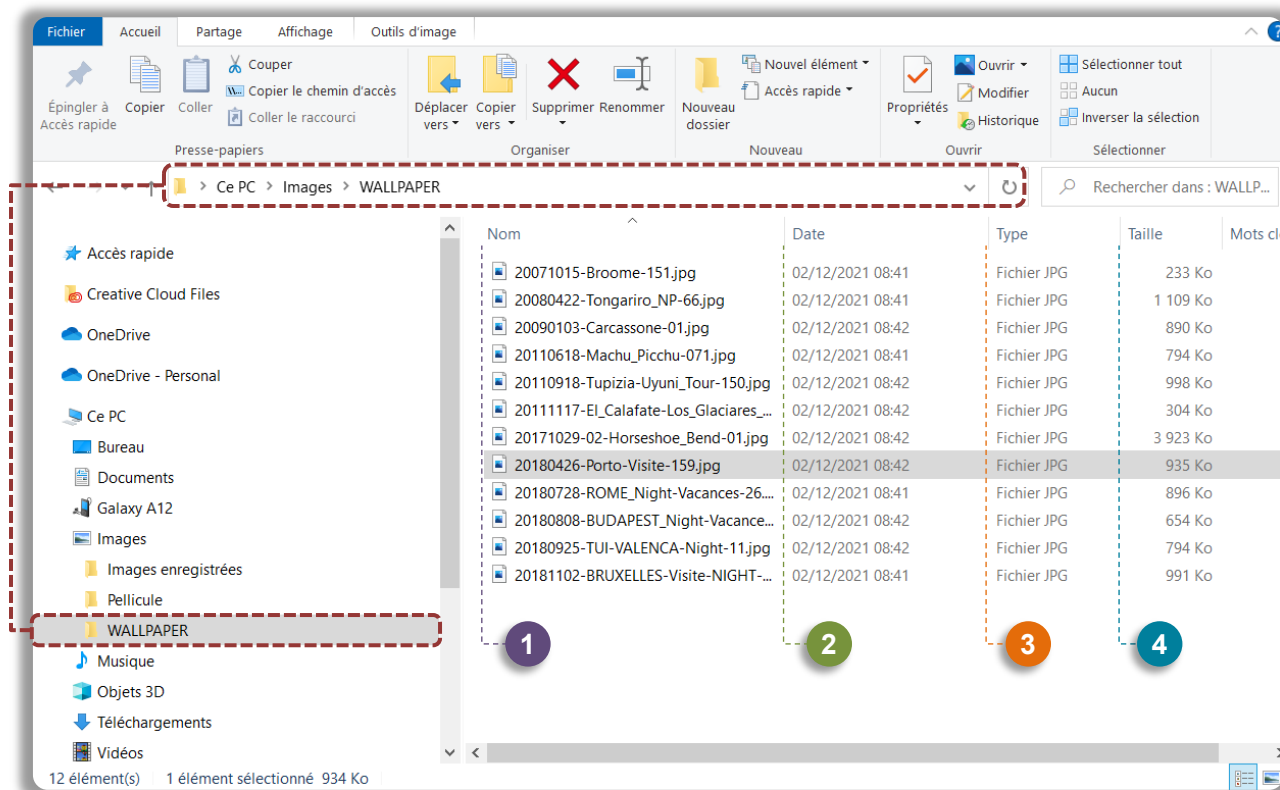 Fichier Accueil Partage Affichage Outils d'image ?
Épingler à Accès rapide
Copier
Coller
Couper
Copier le chemin d'accès
Coller le raccourci
Presse-papiers
Déplacer vers
Copier vers
Supprimer
Renommer
Organiser
Nouveau dossier
Nouvel élément
Accès rapide
Nouveau
Propriétés
Ouvrir
Modifier
Historique
Ouvrir
Sélectionner tout
Aucun
Inverser la sélection
Sélectionner
Ce PC > Images > WALLPAPER
Rechercher dans : WALLP...
Accès rapide
Creative Cloud Files
OneDrive
OneDrive - Personal
Ce PC
Bureau
Documents
Galaxy A12
Images
Images enregistrées
Pellicule
WALLPAPER
Musique
Objets 3D
Téléchargements
Vidéos
Nom Date Type Taille Mots cl
20071015-Broome-151.jpg 02/12/2021 08:41 Fichier JPG 233 Ko
20080422-Tongariro_NP-66.jpg 02/12/2021 08:41 Fichier JPG 1 109 Ko
20090103-Carcassone-01.jpg 02/12/2021 08:42 Fichier JPG 890 Ko
20110618-Machu_Picchu-071.jpg 02/12/2021 08:41 Fichier JPG 794 Ko
20110918-Tupizia-Uyuni_Tour-150.jpg 02/12/2021 08:42 Fichier JPG 998 Ko
20111117-El_Calafate-Los_Glaciares_... 02/12/2021 08:42 Fichier JPG 304 Ko
20171029-02-Horseshoe_Bend-01.jpg 02/12/2021 08:42 Fichier JPG 3 923 Ko
20180426-Porto-Visite-159.jpg 02/12/2021 08:42 Fichier JPG 935 Ko
20180728-ROME_Night-Vacances-26.... 02/12/2021 08:41 Fichier JPG 896 Ko
20180808-BUDAPEST_Night-Vacance... 02/12/2021 08:42 Fichier JPG 654 Ko
20180925-TUI-VALENCA-Night-11.jpg 02/12/2021 08:42 Fichier JPG 794 Ko
20181102-BRUXELLES-Visite-NIGHT-... 02/12/2021 08:41 Fichier JPG 991 Ko
1 2 3 4
12 élément(s) 1 élément sélectionné 934 Ko